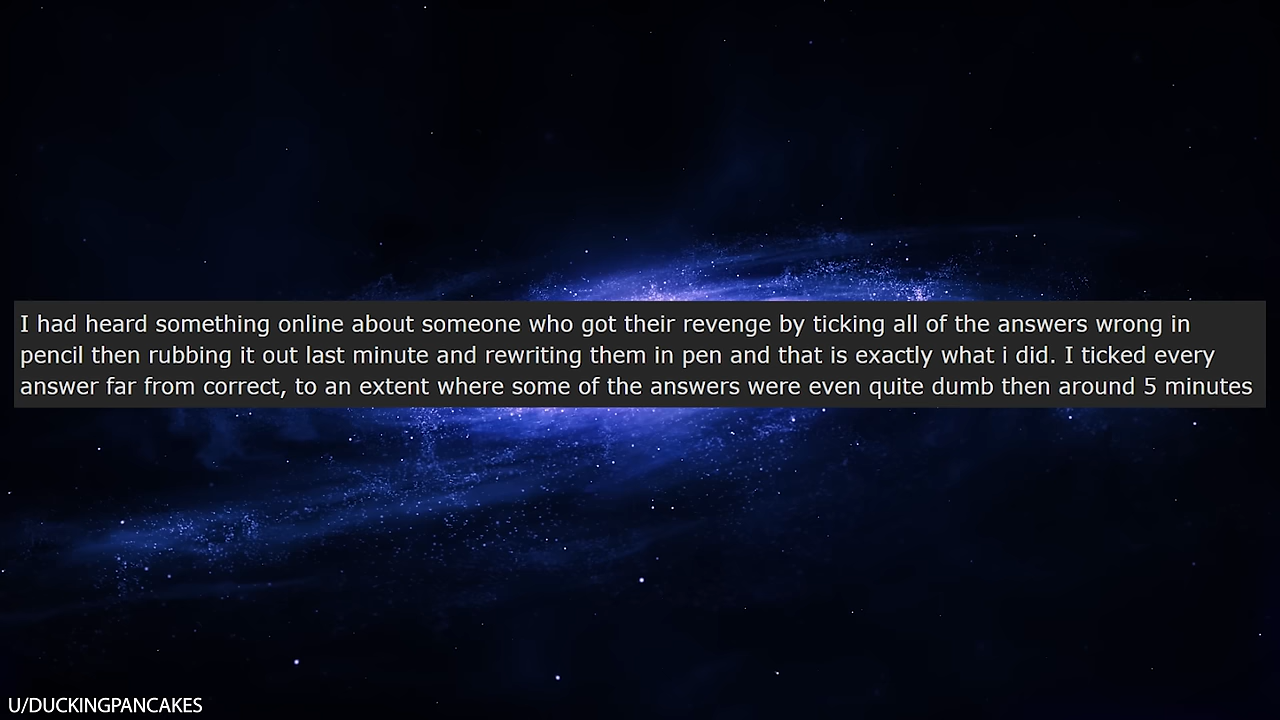 I had heard something online about someone who got their revenge by ticking all of the answers wrong in
pencil then rubbing it out last minute and rewriting them in pen and that is exactly what i did. I ticked every
answer far from correct, to an extent where some of the answers were even quite dumb then around 5 minutes
U/DUCKINGPANCAKES